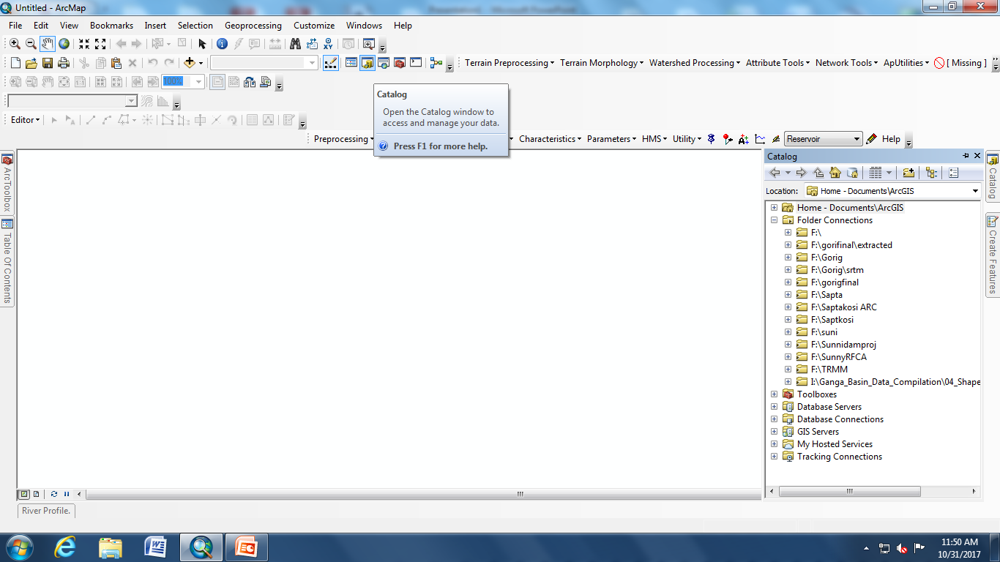 Untitled - ArcMap
File Edit View Bookmarks Insert Selection Geoprocessing Customize Windows Help
Terrain Preprocessing Terrain Morphology Watershed Processing Attribute Tools Network Tools ApUtilities [ Missing ]
100%
Editor
Preprocessing Characteristics Parameters HMS Utility Reservoir Help
Catalog
Open the Catalog window to
access and manage your data.
Press F1 for more help.
ArcToolbox
Table Of Contents
Catalog
Location: Home - Documents\ArcGIS
Home - Documents\ArcGIS
Folder Connections
F:\
F:\gorifinal\extracted
F:\Gorig
F:\Gorig\srtm
F:\gorigfinal
F:\Sapta
F:\Saptakosi ARC
F:\Saptkosi
F:\suni
F:\Sunnidamproj
F:\SunnyRFCA
F:\TRMM
I:\Ganga_Basin_Data_Compilation\04_Shape
Toolboxes
Database Servers
Database Connections
GIS Servers
My Hosted Services
Tracking Connections
Catalog
Create Features
River Profile.
11:50 AM
10/31/2017